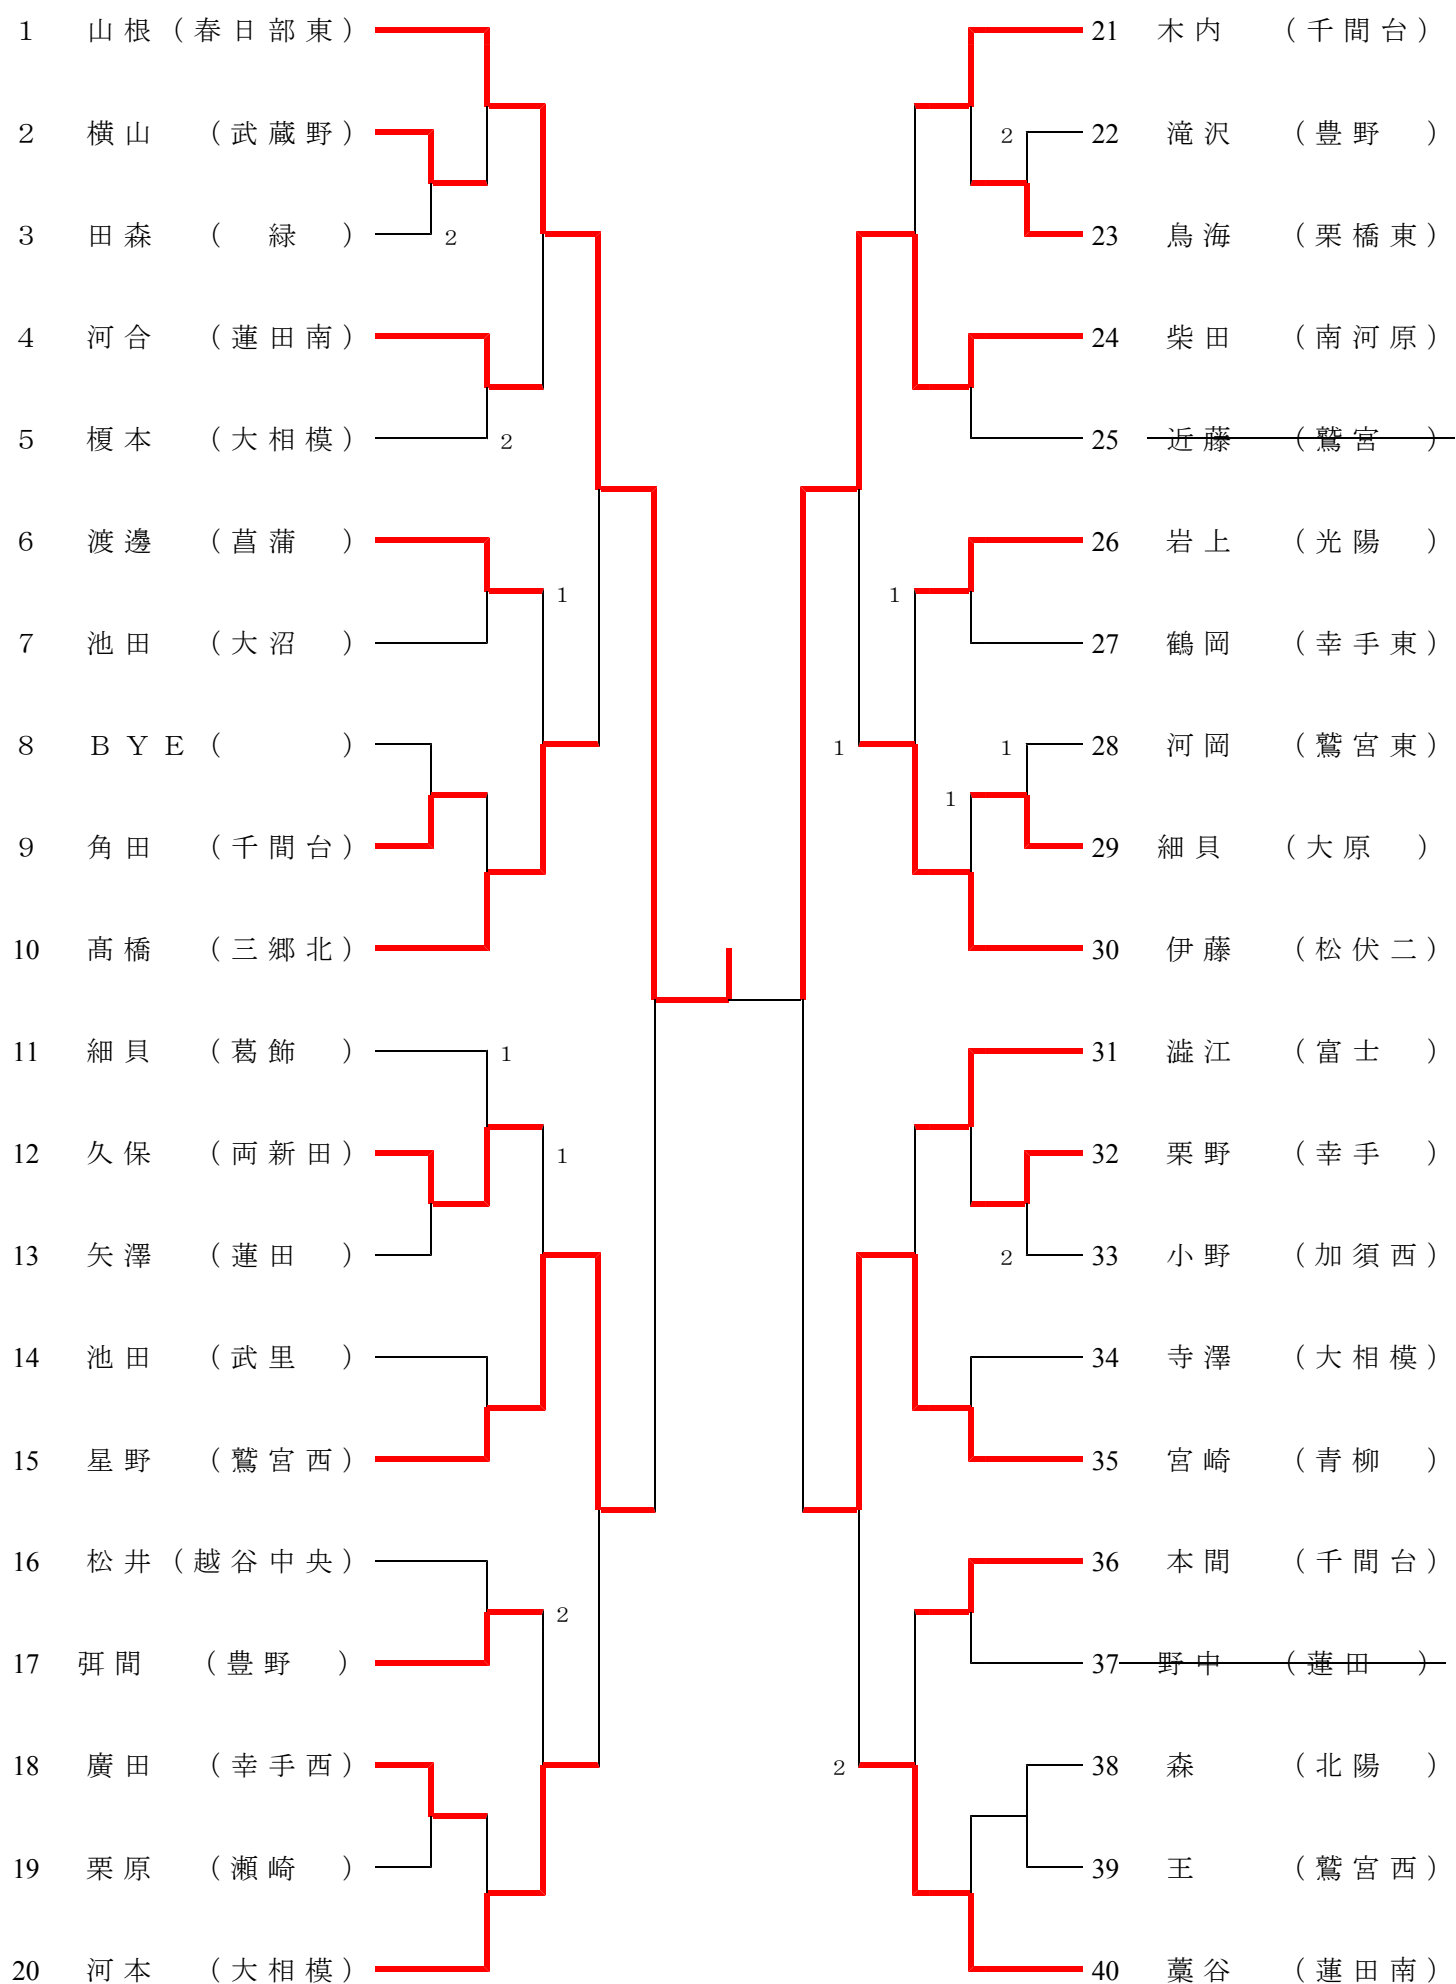 1 山根（春日部東）
2 横山 （武蔵野）
3 田森 （ 緑 ） 2
4 河合 （蓮田南）
5 榎本 （大相模） 2
6 渡邊 （菖蒲 ）
1
7 池田 （大沼 ）
8 ＢＹＥ（ ）
9 角田 （千間台）
10 髙橋 （三郷北）
11 細貝 （葛飾 ） 1
12 久保 （両新田） 1
13 矢澤 （蓮田 ）
14 池田 （武里 ）
15 星野 （鷲宮西）
16 松井（越谷中央）
2
17 弭間 （豊野 ）
18 廣田 （幸手西）
19 栗原 （瀬崎 ）
20 河本 （大相模）
21 木内 （千間台）
2 22 滝沢 （豊野 ）
23 鳥海 （栗橋東）
24 柴田 （南河原）
25 近藤 （鷲宮 ）
26 岩上 （光陽 ）
1
27 鶴岡 （幸手東）
1 1 28 河岡 （鷲宮東）
1
29 細貝 （大原 ）
30 伊藤 （松伏二）
31 澁江 （富士 ）
32 栗野 （幸手 ）
2 33 小野 （加須西）
34 寺澤 （大相模）
35 宮崎 （青柳 ）
36 本間 （千間台）
37 野中 （蓮田 ）
2 38 森 （北陽 ）
39 王 （鷲宮西）
40 藁谷 （蓮田南）